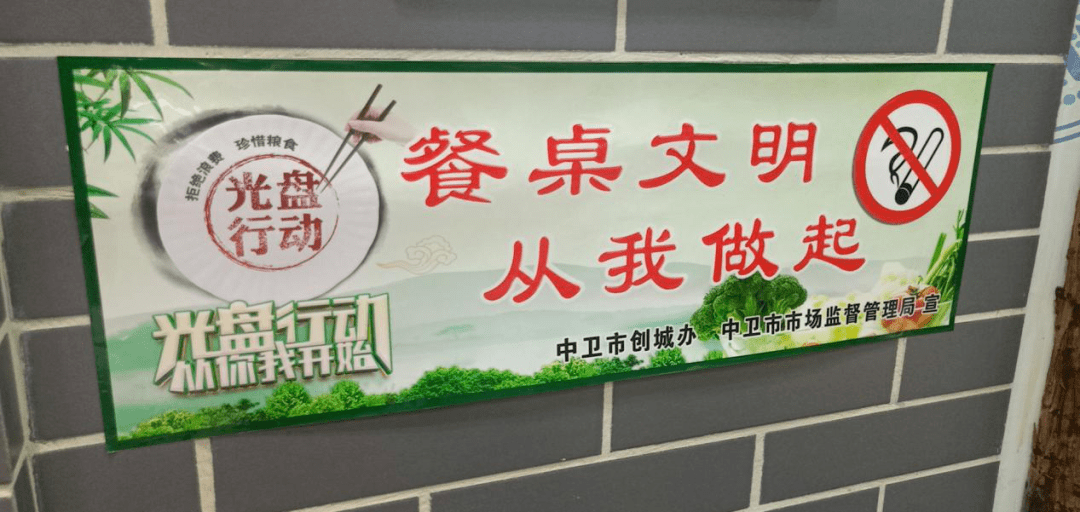 拒绝浪费 珍惜粮食
光盘
行动
光盘行动
从你我开始
餐桌文明
从我做起
中卫市创城办 中卫市市场监督管理局 宣